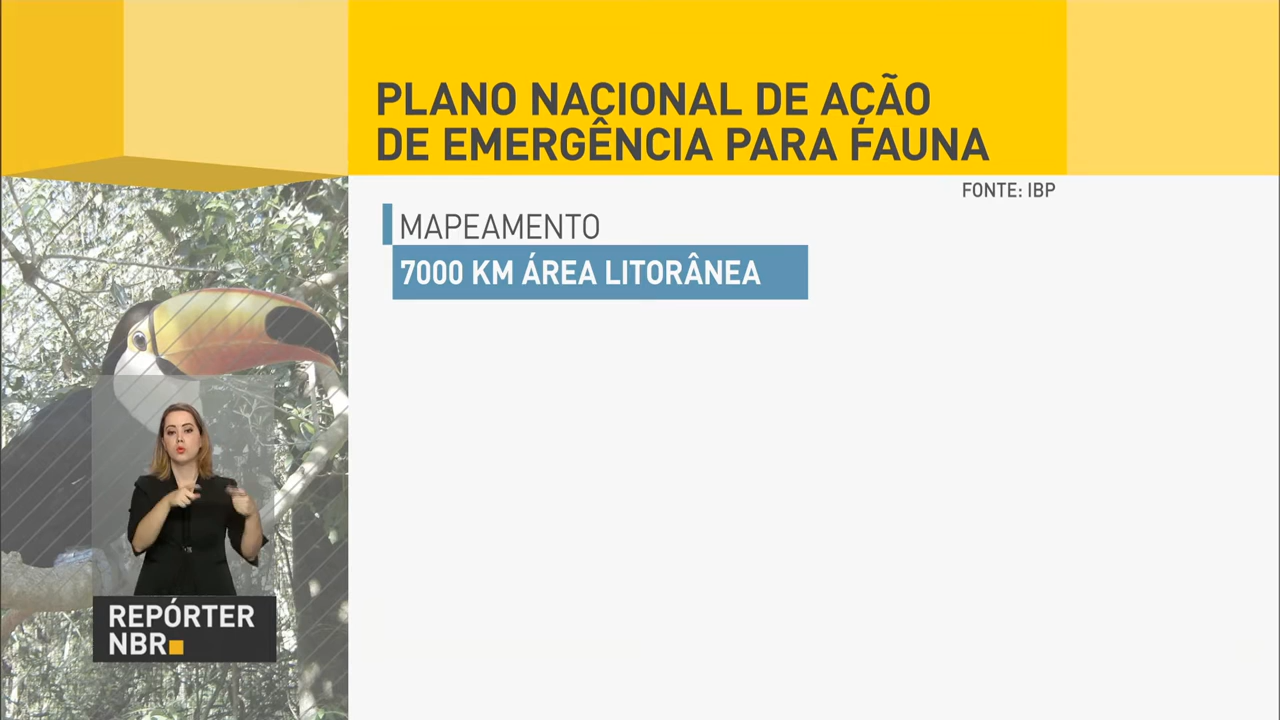 PLANO NACIONAL DE AÇÃO
DE EMERGÊNCIA PARA FAUNA
FONTE: IBP
MAPEAMENTO
7000 KM ÁREA LITORÂNEA
REPÓRTER
NBR